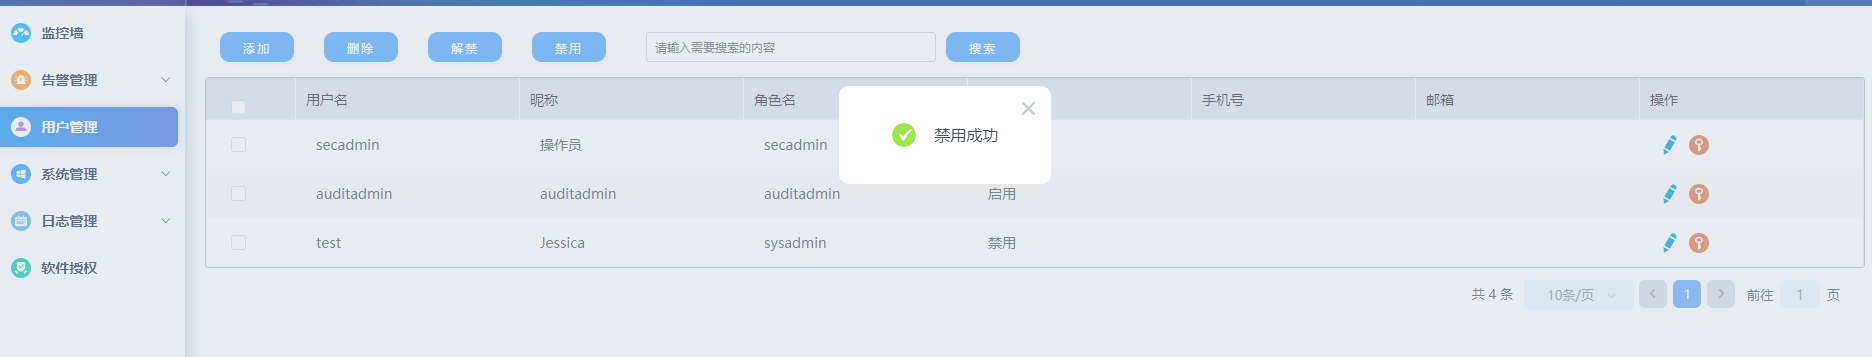 监控墙
告警管理
用户管理
系统管理
日志管理
软件授权
添加 删除 解禁 禁用 请输入需要搜索的内容 搜索
用户名 昵称 角色名 手机号 邮箱 操作
secadmin 操作员 secadmin
auditadmin auditadmin auditadmin 启用
test Jessica sysadmin 禁用
禁用成功
共 4 条 10条/页 1 前往 1 页